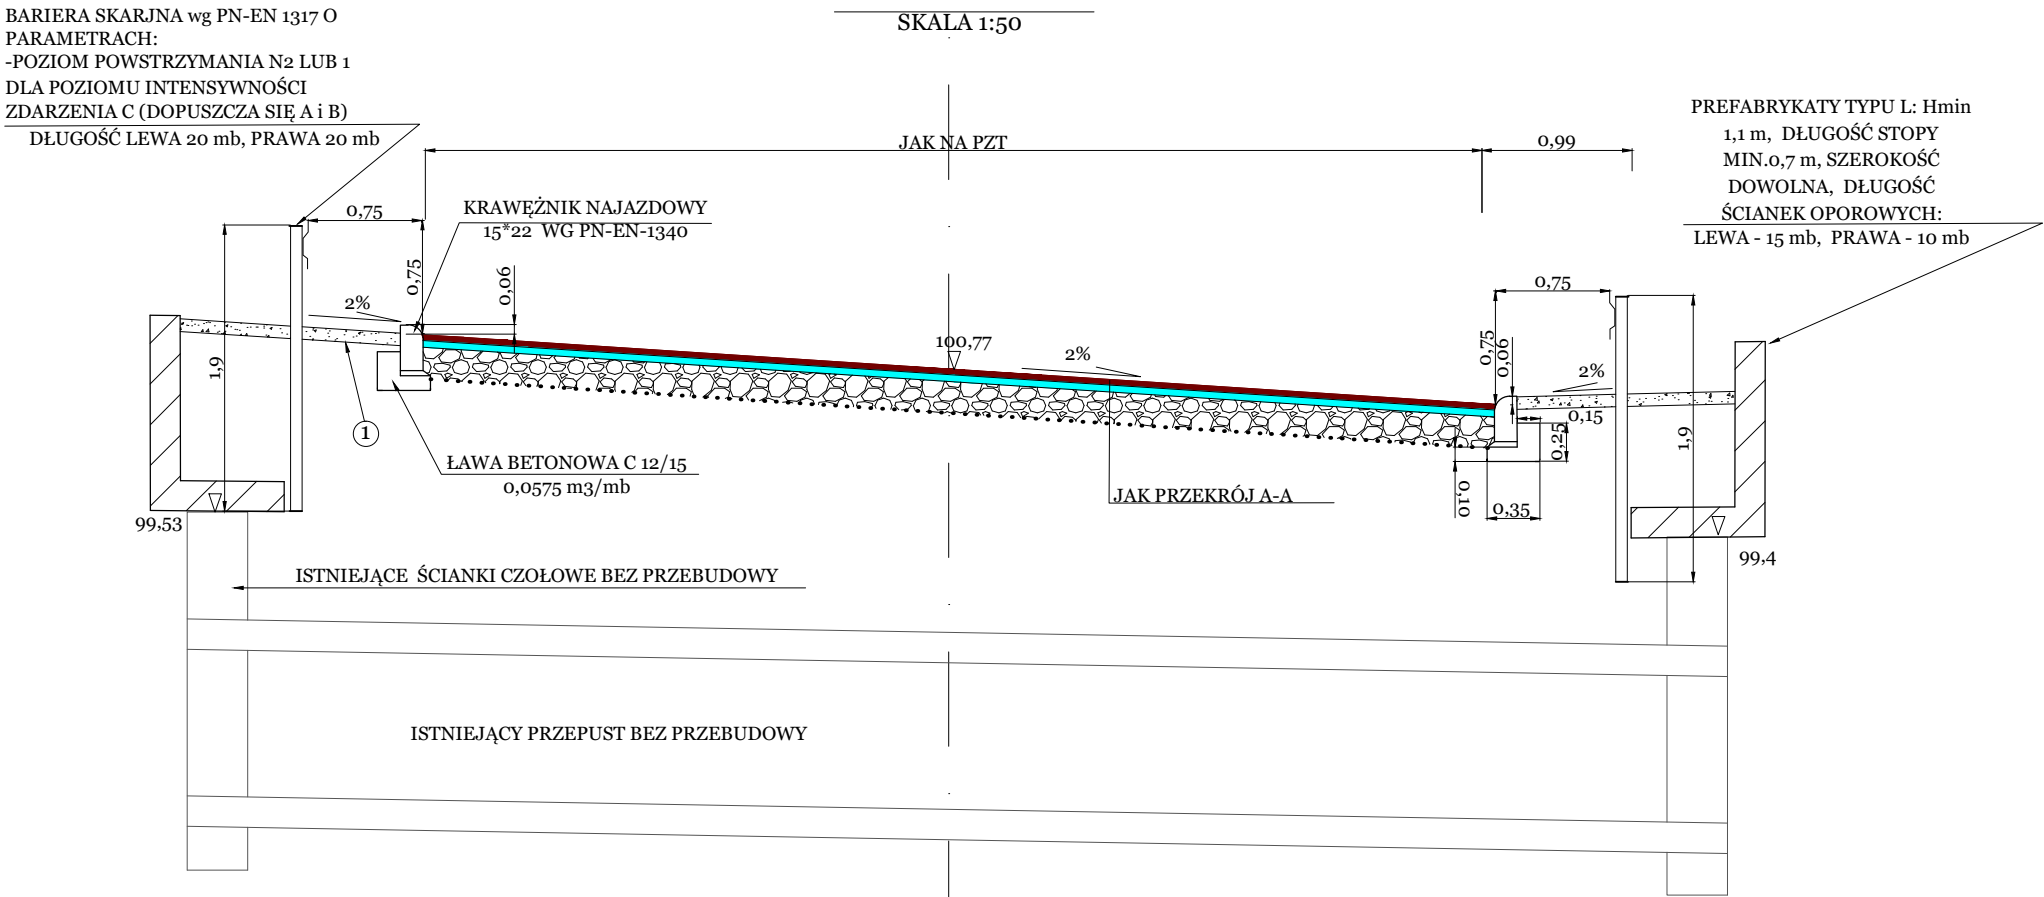 BARIERA SKARJNA wg PN-EN 1317 O
PARAMETRACH:
-POZIOM POWSTRZYMANIA N2 LUB 1
DLA POZIOMU INTENSYWNOŚCI
ZDARZENIA C (DOPUSZCZA SIĘ A i B)
DŁUGOŚĆ LEWA 20 mb, PRAWA 20 mb
SKALA 1:50
PREFABRYKATY TYPU L: Hmin
1,1 m, DŁUGOŚĆ STOPY
MIN.0,7 m, SZEROKOŚĆ
DOWOLNA, DŁUGOŚĆ
ŚCIANEK OPOROWYCH:
LEWA - 15 mb, PRAWA - 10 mb
JAK NA PZT
0,99
0,75
KRAWĘŻNIK NAJAZDOWY
15*22 WG PN-EN-1340
0,75
0,06
2%
1,9
100,77
2%
0,75
0,75
0,06
2%
0,15
0,25
1,9
1
ŁAWA BETONOWA C 12/15
0,0575 m3/mb
JAK PRZEKRÓJ A-A
0,10
0,35
99,53
99,4
ISTNIEJĄCE ŚCIANKI CZOŁOWE BEZ PRZEBUDOWY
ISTNIEJĄCY PRZEPUST BEZ PRZEBUDOWY